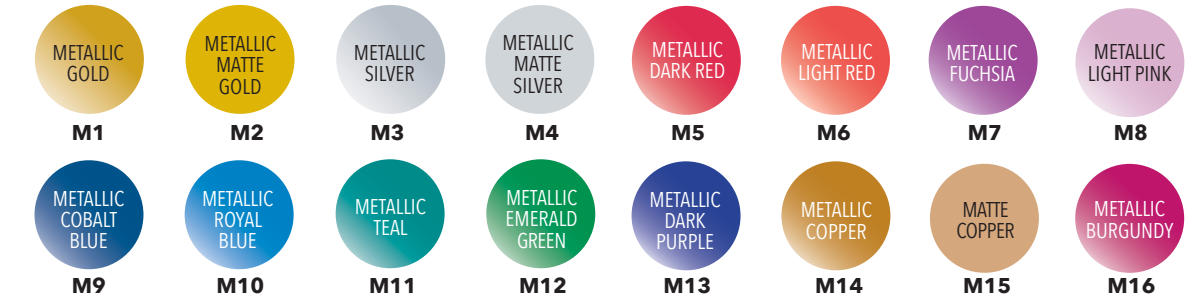 METALLIC
GOLD
METALLIC
MATTE
GOLD
METALLIC
SILVER
METALLIC
MATTE
SILVER
METALLIC
DARK RED
METALLIC
LIGHT RED
METALLIC
FUCHSIA
METALLIC
LIGHT PINK
M1
M2
M3
M4
M5
M6
M7
M8
METALLIC
COBALT
BLUE
METALLIC
ROYAL
BLUE
METALLIC
TEAL
METALLIC
EMERALD
GREEN
METALLIC
DARK
PURPLE
METALLIC
COPPER
MATTE
COPPER
METALLIC
BURGUNDY
M9
M10
M11
M12
M13
M14
M15
M16